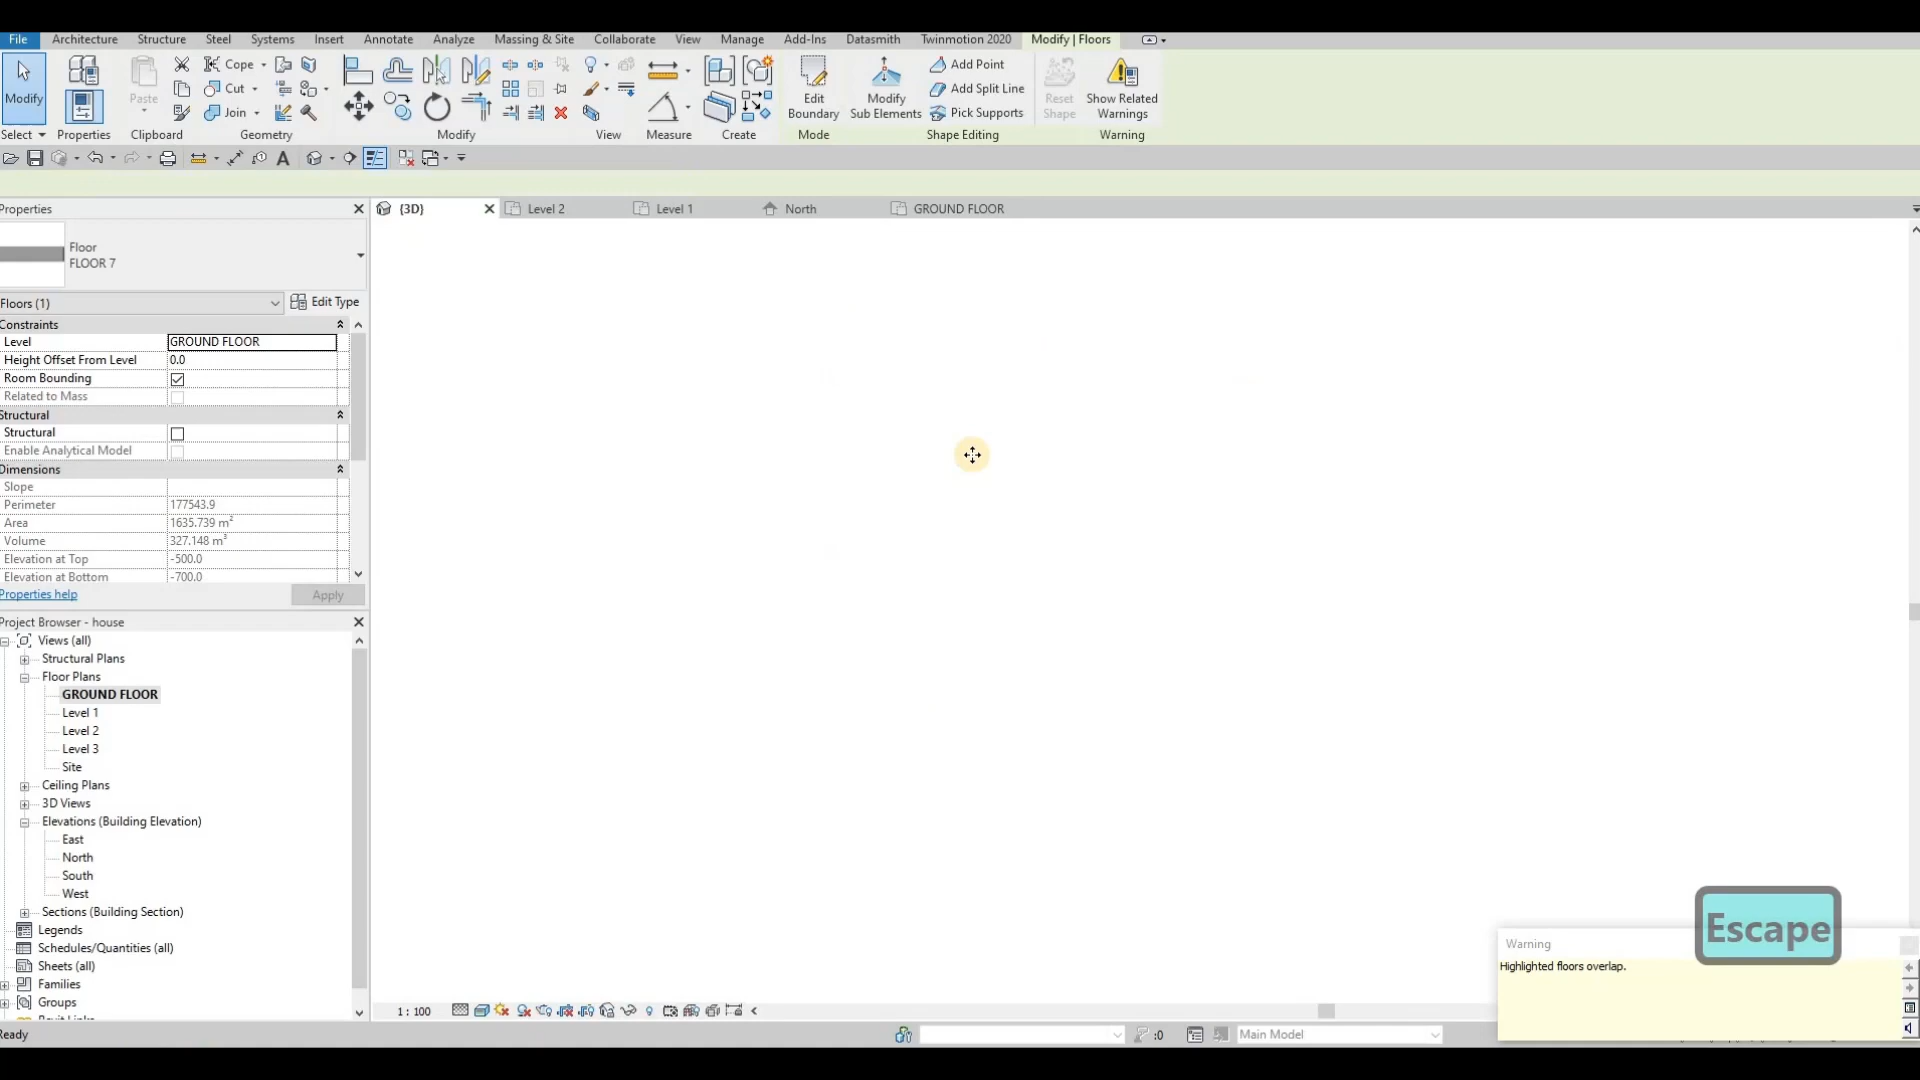 File Architecture Structure Steel Systems Insert Annotate Analyze Massing & Site Collaborate View Manage Add-Ins Datasmith Twinmotion 2020 Modify | Floors
Modify
Select
Properties
Paste
Clipboard
Cope
Cut
Join
Geometry
Modify
View
Measure
Create
Edit
Boundary
Mode
Modify
Sub Elements
Add Point
Add Split Line
Pick Supports
Shape Editing
Reset
Shape
Show Related
Warnings
Warning
A
Properties
{3D} Level 2 Level 1 North GROUND FLOOR
Floor
FLOOR 7
Floors (1) Edit Type
Constraints
Level GROUND FLOOR
Height Offset From Level 0.0
Room Bounding
Related to Mass
Structural
Structural
Enable Analytical Model
Dimensions
Slope
Perimeter 177543.9
Area 1635.739 m²
Volume 327.148 m³
Elevation at Top -500.0
Elevation at Bottom -700.0
Properties help Apply
Project Browser - house
Views (all)
Structural Plans
Floor Plans
GROUND FLOOR
Level 1
Level 2
Level 3
Site
Ceiling Plans
3D Views
Elevations (Building Elevation)
East
North
South
West
Sections (Building Section)
Legends
Schedules/Quantities (all)
Sheets (all)
Families
Groups
Ready
1 : 100
:0
Main Model
Escape
Warning
Highlighted floors overlap.